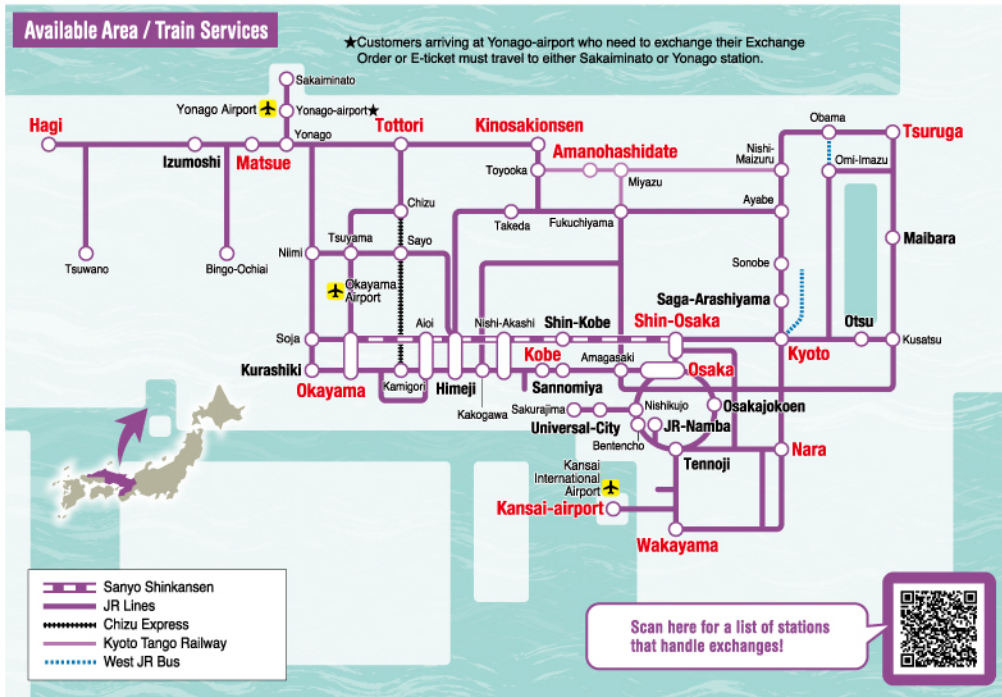 Available Area / Train Services
★Customers arriving at Yonago-airport who need to exchange their Exchange
Order or E-ticket must travel to either Sakaiminato or Yonago station.
Sakaiminato
Yonago Airport
Yonago-airport★
Hagi
Izumoshi
Matsue
Yonago
Tottori
Kinosakionsen
Obama
Tsuruga
Amanohashidate
Nishi-
Maizuru
Omi-Imazu
Toyooka
Miyazu
Chizu
Takeda
Fukuchiyama
Ayabe
Tsuwano
Bingo-Ochiai
Niimi
Tsuyama
Sayo
Maibara
Sonobe
Okayama
Airport
Saga-Arashiyama
Soja
Aioi
Nishi-Akashi
Shin-Kobe
Shin-Osaka
Otsu
Kyoto
Kusatsu
Kurashiki
Okayama
Kamigori
Himeji
Kakogawa
Kobe
Sannomiya
Amagasaki
Osaka
Sakurajima
Universal-City
Nishikujo
Osakajokoen
Bentencho
JR-Namba
Tennoji
Nara
Kansai
International
Airport
Kansai-airport
Wakayama
Sanyo Shinkansen
JR Lines
Chizu Express
Kyoto Tango Railway
West JR Bus
Scan here for a list of stations
that handle exchanges!